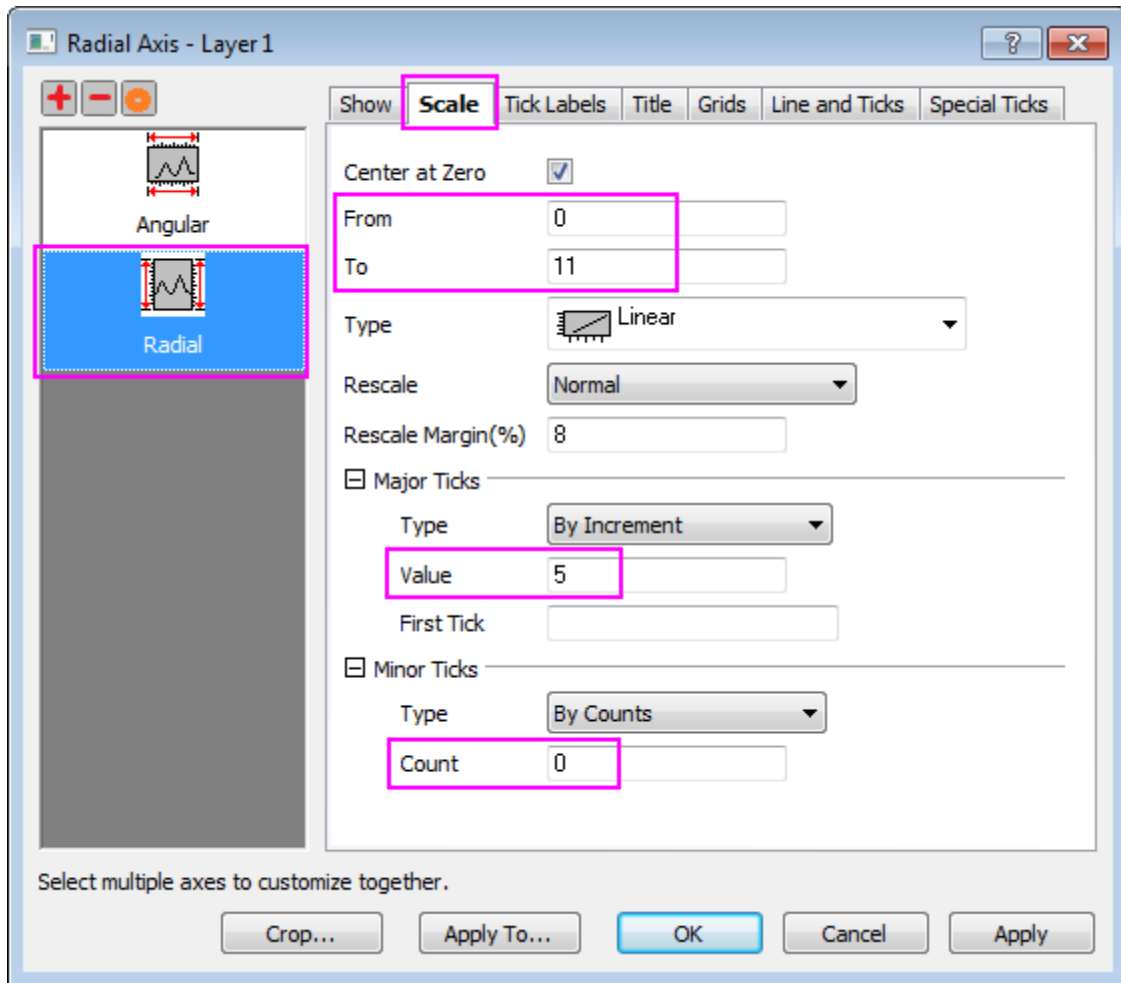 Radial Axis - Layer 1
Show Scale Tick Labels Title Grids Line and Ticks Special Ticks
Angular
Radial
Center at Zero
From 0
To 11
Type Linear
Rescale Normal
Rescale Margin(%) 8
Major Ticks
Type By Increment
Value 5
First Tick
Minor Ticks
Type By Counts
Count 0
Select multiple axes to customize together.
Crop... Apply To... OK Cancel Apply